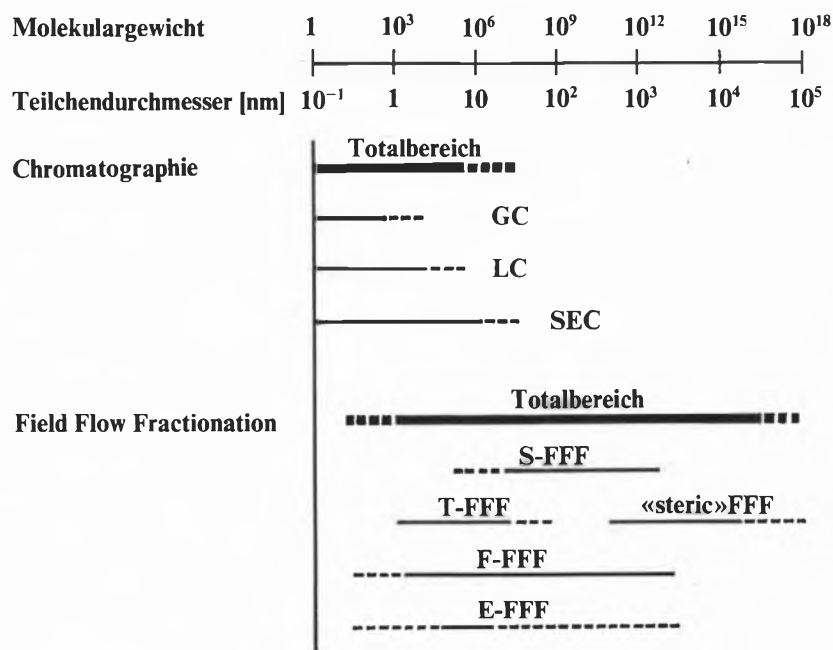 Molekulargewicht 1 10³ 10⁶ 10⁹ 10¹² 10¹⁵ 10¹⁸
Teilchendurchmesser [nm] 10⁻¹ 1 10 10² 10³ 10⁴ 10⁵
Totalbereich
Chromatographie
GC
LC
SEC
Totalbereich
Field Flow Fractionation
S-FFF
T-FFF «steric»FFF
F-FFF
E-FFF